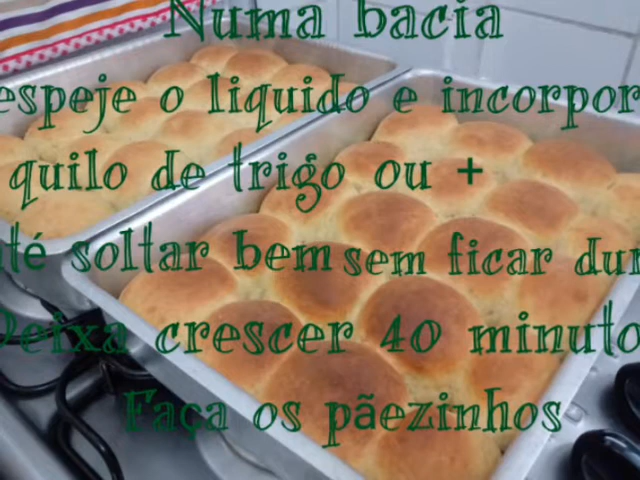 Numa bacia
espeje o liquido e incorpor
quilo de trigo ou +
té soltar bem sem ficar dur
Deixa crescer 40 minuto
Faça os pãezinhos